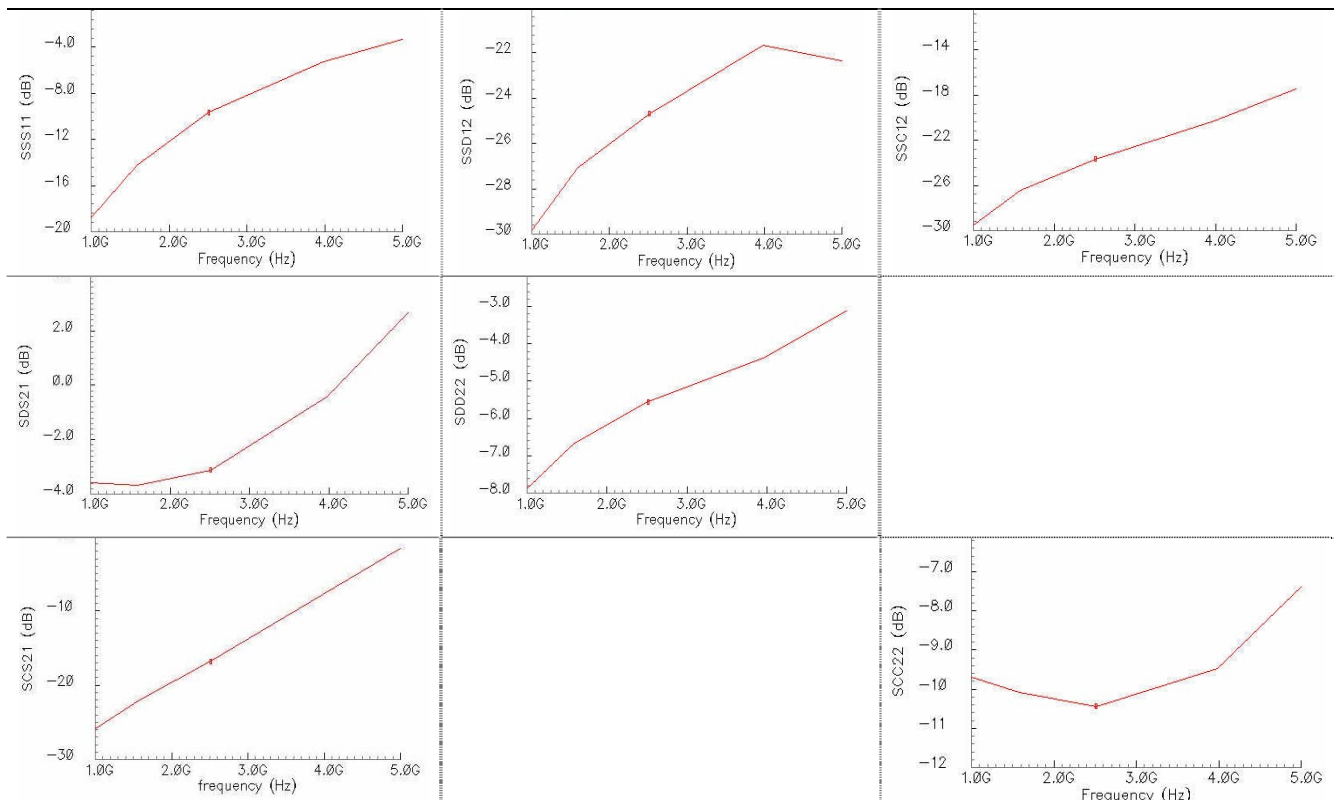 SSS11 (dB)
-4.0
-8.0
-12
-16
-20
1.0G 2.0G 3.0G 4.0G 5.0G
Frequency (Hz)
SSD12 (dB)
-22
-24
-26
-28
-30
1.0G 2.0G 3.0G 4.0G 5.0G
Frequency (Hz)
SSC12 (dB)
-14
-18
-22
-26
-30
1.0G 2.0G 3.0G 4.0G 5.0G
Frequency (Hz)
SDS21 (dB)
2.0
0.0
-2.0
-4.0
1.0G 2.0G 3.0G 4.0G 5.0G
Frequency (Hz)
SDD22 (dB)
-3.0
-4.0
-5.0
-6.0
-7.0
-8.0
1.0G 2.0G 3.0G 4.0G 5.0G
Frequency (Hz)
SCS21 (dB)
-10
-20
-30
1.0G 2.0G 3.0G 4.0G 5.0G
frequency (Hz)
SCC22 (dB)
-7.0
-8.0
-9.0
-10
-11
-12
1.0G 2.0G 3.0G 4.0G 5.0G
Frequency (Hz)